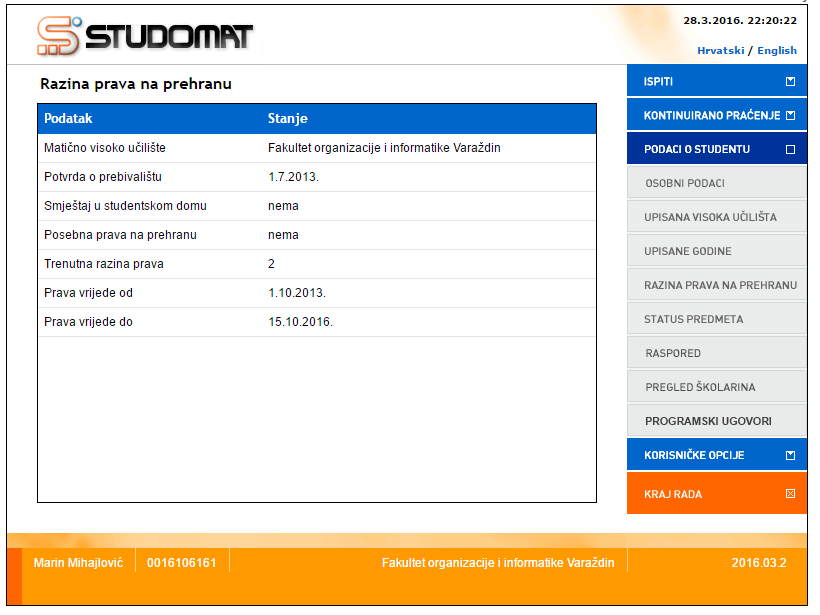 STUDOMAT
28.3.2016. 22:20:22
Hrvatski / English
Razina prava na prehranu
Podatak Stanje
Matično visoko učilište Fakultet organizacije i informatike Varaždin
Potvrda o prebivalištu 1.7.2013.
Smještaj u studentskom domu nema
Posebna prava na prehranu nema
Trenutna razina prava 2
Prava vrijede od 1.10.2013.
Prava vrijede do 15.10.2016.
ISPITI
KONTINUIRANO PRAĆENJE
PODACI O STUDENTU
OSOBNI PODACI
UPISANA VISOKA UČILIŠTA
UPISANE GODINE
RAZINA PRAVA NA PREHRANU
STATUS PREDMETA
RASPORED
PREGLED ŠKOLARINA
PROGRAMSKI UGOVORI
KORISNIČKE OPCIJE
KRAJ RADA
Marin Mihajlović 0016106161 Fakultet organizacije i informatike Varaždin 2016.03.2